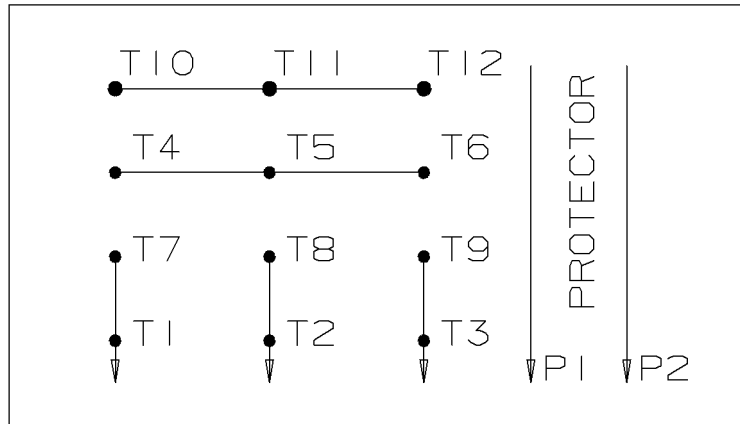 T10 T11 T12
T4 T5 T6
T7 T8 T9
T1 T2 T3
PROTECTOR
P1 P2